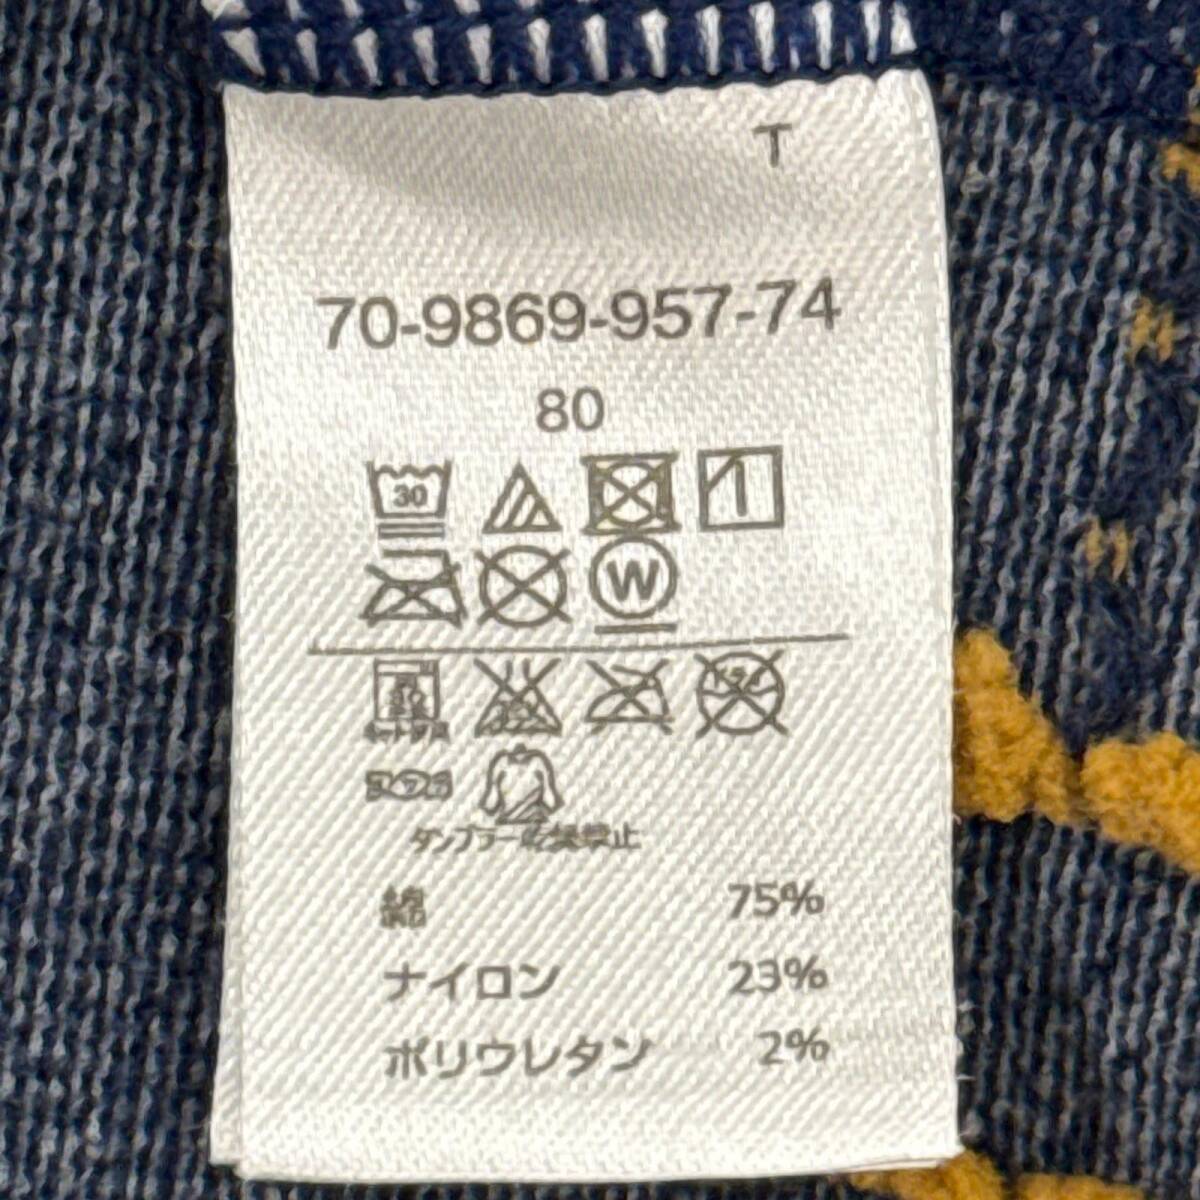 T
70-9869-957-74
80
30
W
タンブラー乾燥禁止
綿 75%
ナイロン 23%
ポリウレタン 2%